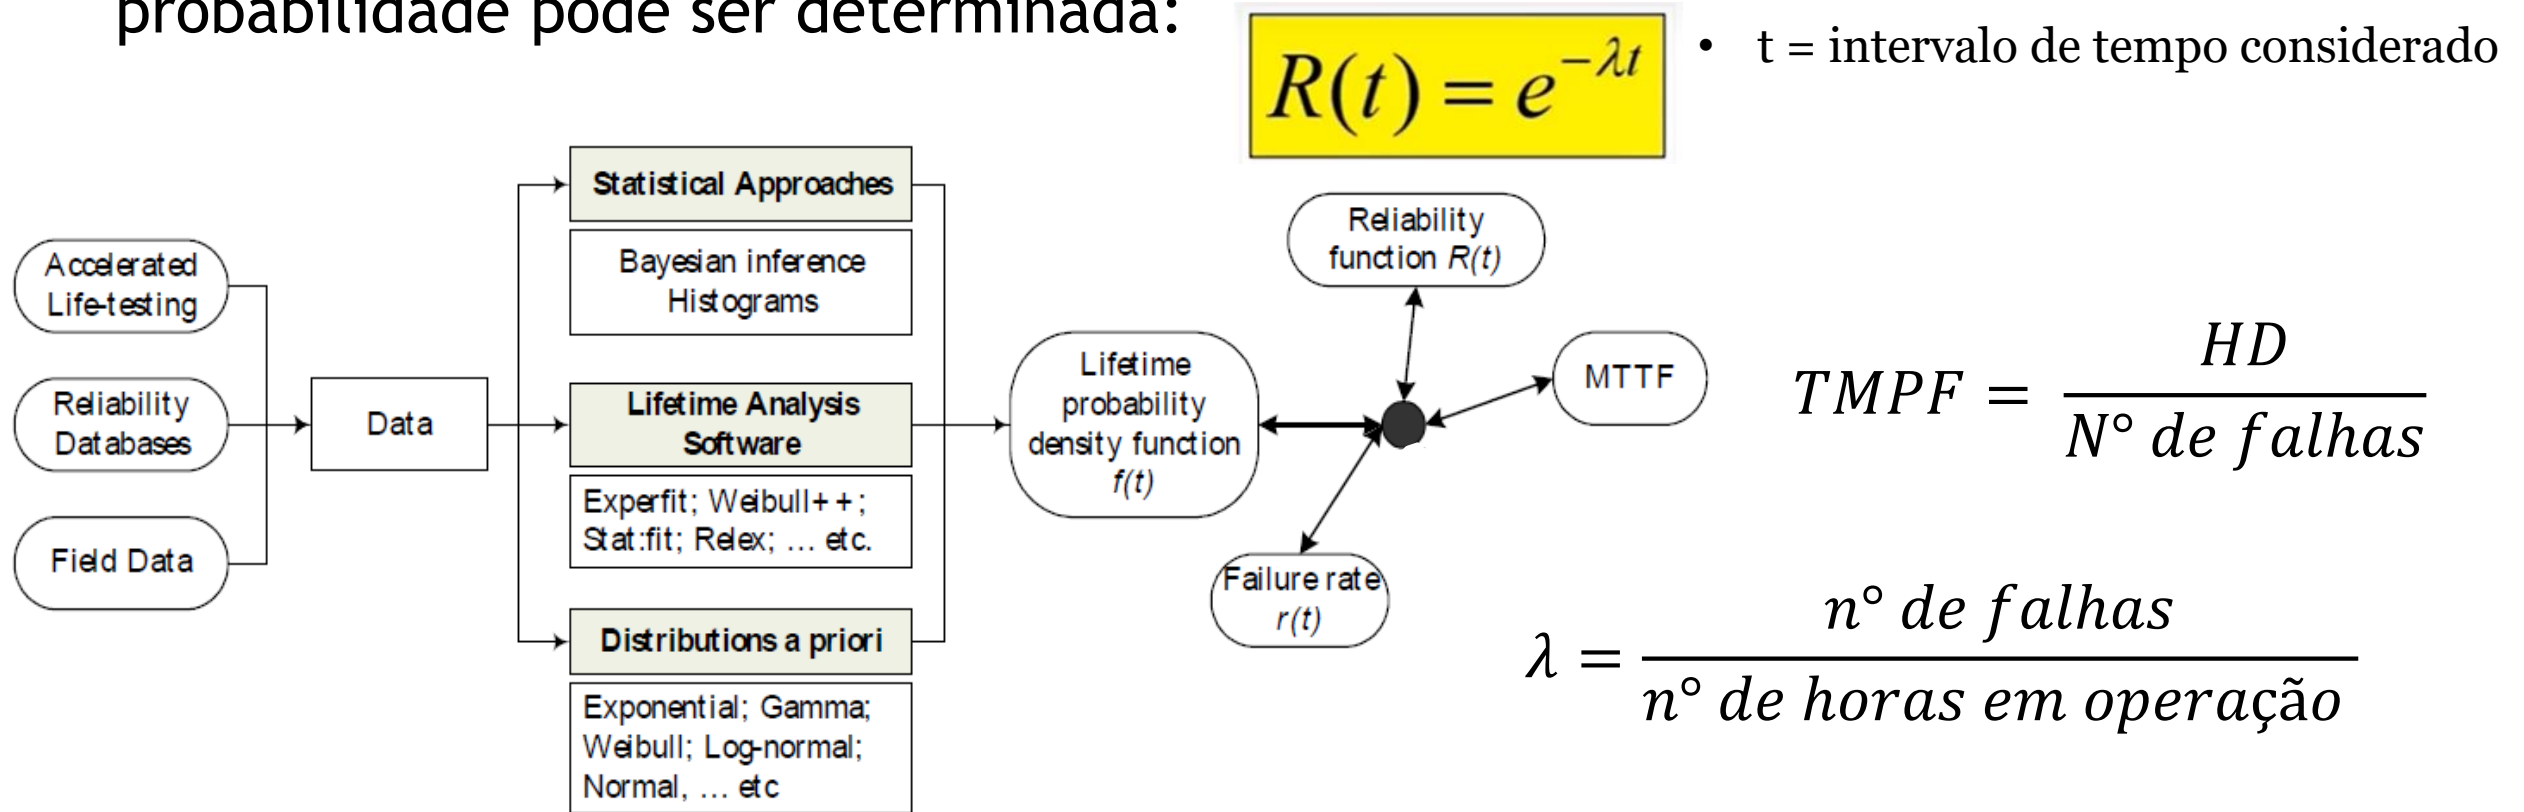 probabilidade pode ser determinada:
R(t) = e^{-λt}
• t = intervalo de tempo considerado
Accelerated
Life-testing
Reliability
Databases
Field Data
Data
Statistical Approaches
Bayesian inference
Histograms
Lifetime Analysis
Software
Experfit; Weibull++;
Stat:fit; Relex; ... etc.
Distributions a priori
Exponential; Gamma;
Weibull; Log-normal;
Normal, ... etc
Lifetime
probability
density function
f(t)
Reliability
function R(t)
MTTF
Failure rate
r(t)
TMPF = HD / N° de falhas
λ = n° de falhas / n° de horas em operação